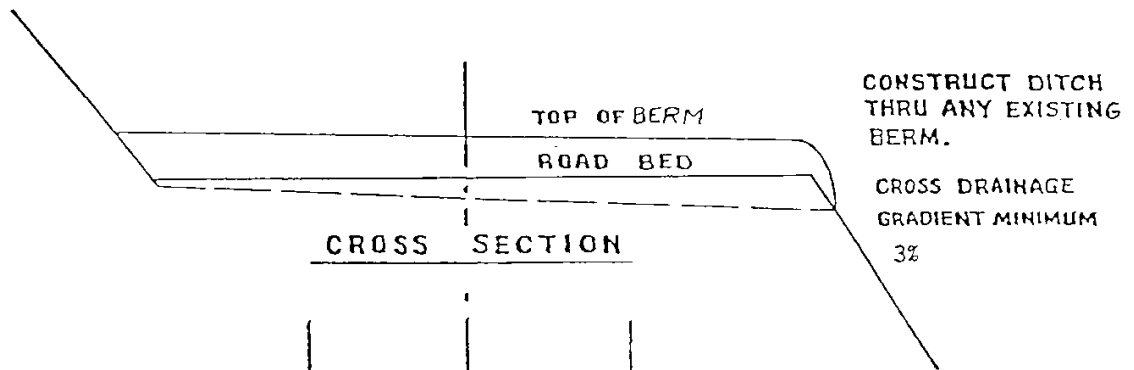 TOP OF BERM
ROAD BED
CROSS SECTION
CONSTRUCT DITCH
THRU ANY EXISTING
BERM.
CROSS DRAINAGE
GRADIENT MINIMUM
3%